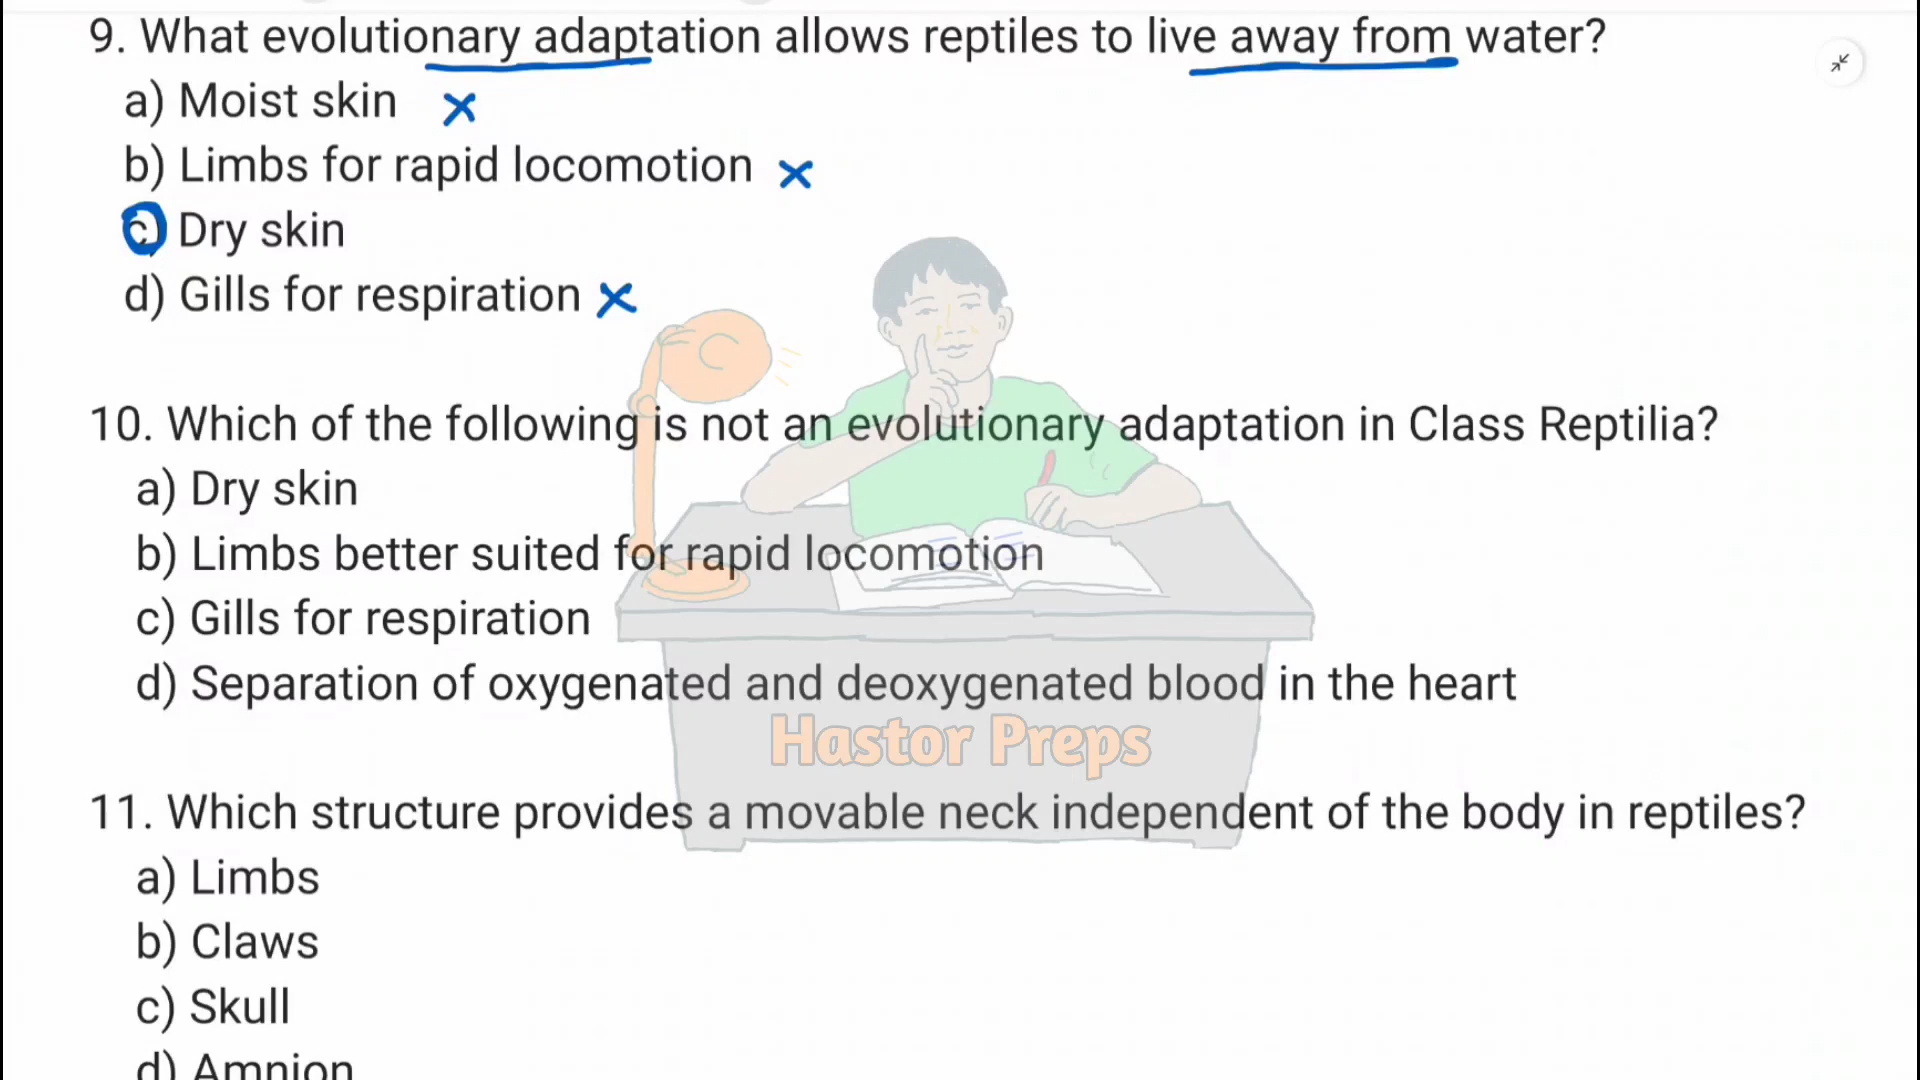 9. What evolutionary adaptation allows reptiles to live away from water?
a) Moist skin
b) Limbs for rapid locomotion
c) Dry skin
d) Gills for respiration
10. Which of the following is not an evolutionary adaptation in Class Reptilia?
a) Dry skin
b) Limbs better suited for rapid locomotion
c) Gills for respiration
d) Separation of oxygenated and deoxygenated blood in the heart
Hastor Preps
11. Which structure provides a movable neck independent of the body in reptiles?
a) Limbs
b) Claws
c) Skull
d) Amnion